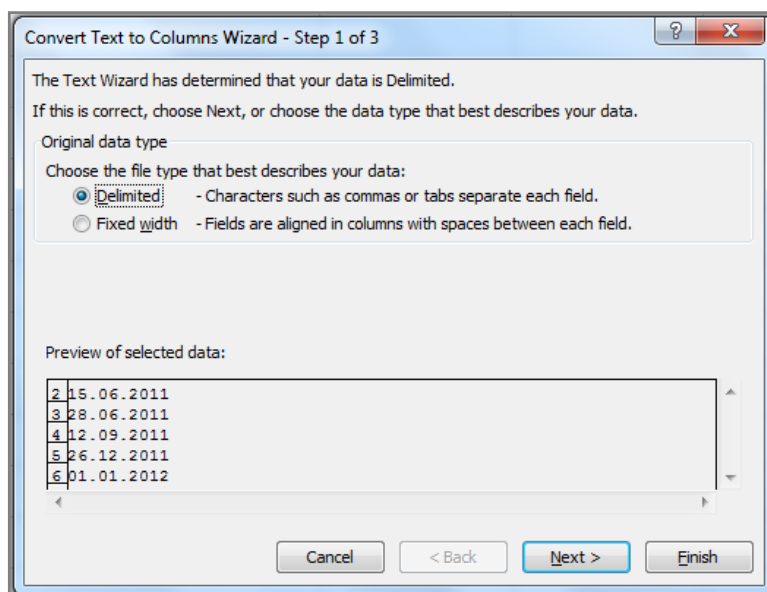 Convert Text to Columns Wizard - Step 1 of 3
The Text Wizard has determined that your data is Delimited.
If this is correct, choose Next, or choose the data type that best describes your data.
Original data type
Choose the file type that best describes your data:
Delimited - Characters such as commas or tabs separate each field.
Fixed width - Fields are aligned in columns with spaces between each field.
Preview of selected data:
2 15.06.2011
3 28.06.2011
4 12.09.2011
5 26.12.2011
6 01.01.2012
Cancel < Back Next > Finish